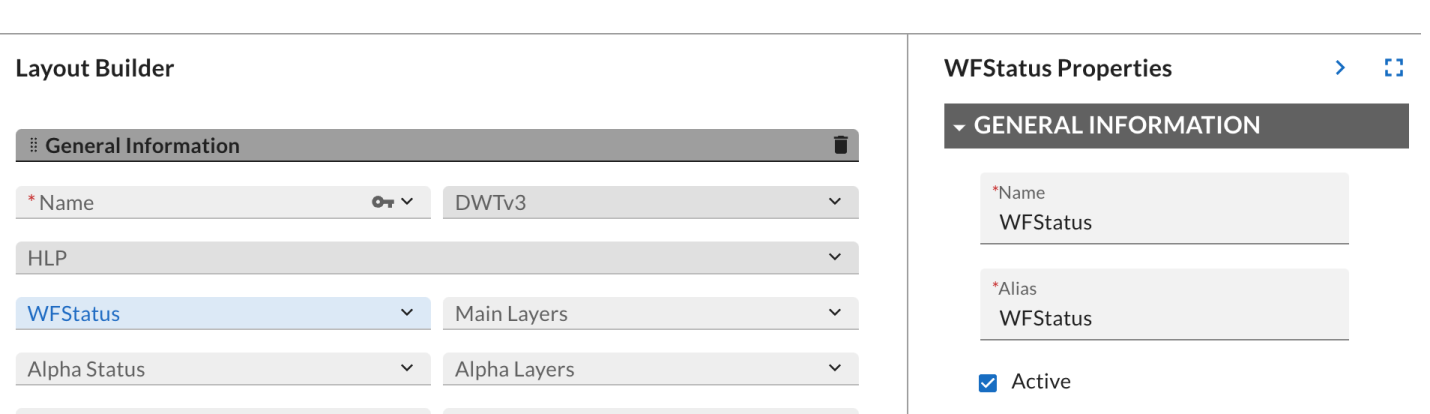 Layout Builder
General Information
*Name
DWTv3
HLP
WFStatus
Main Layers
Alpha Status
Alpha Layers
WFStatus Properties
GENERAL INFORMATION
*Name
WFStatus
*Alias
WFStatus
Active